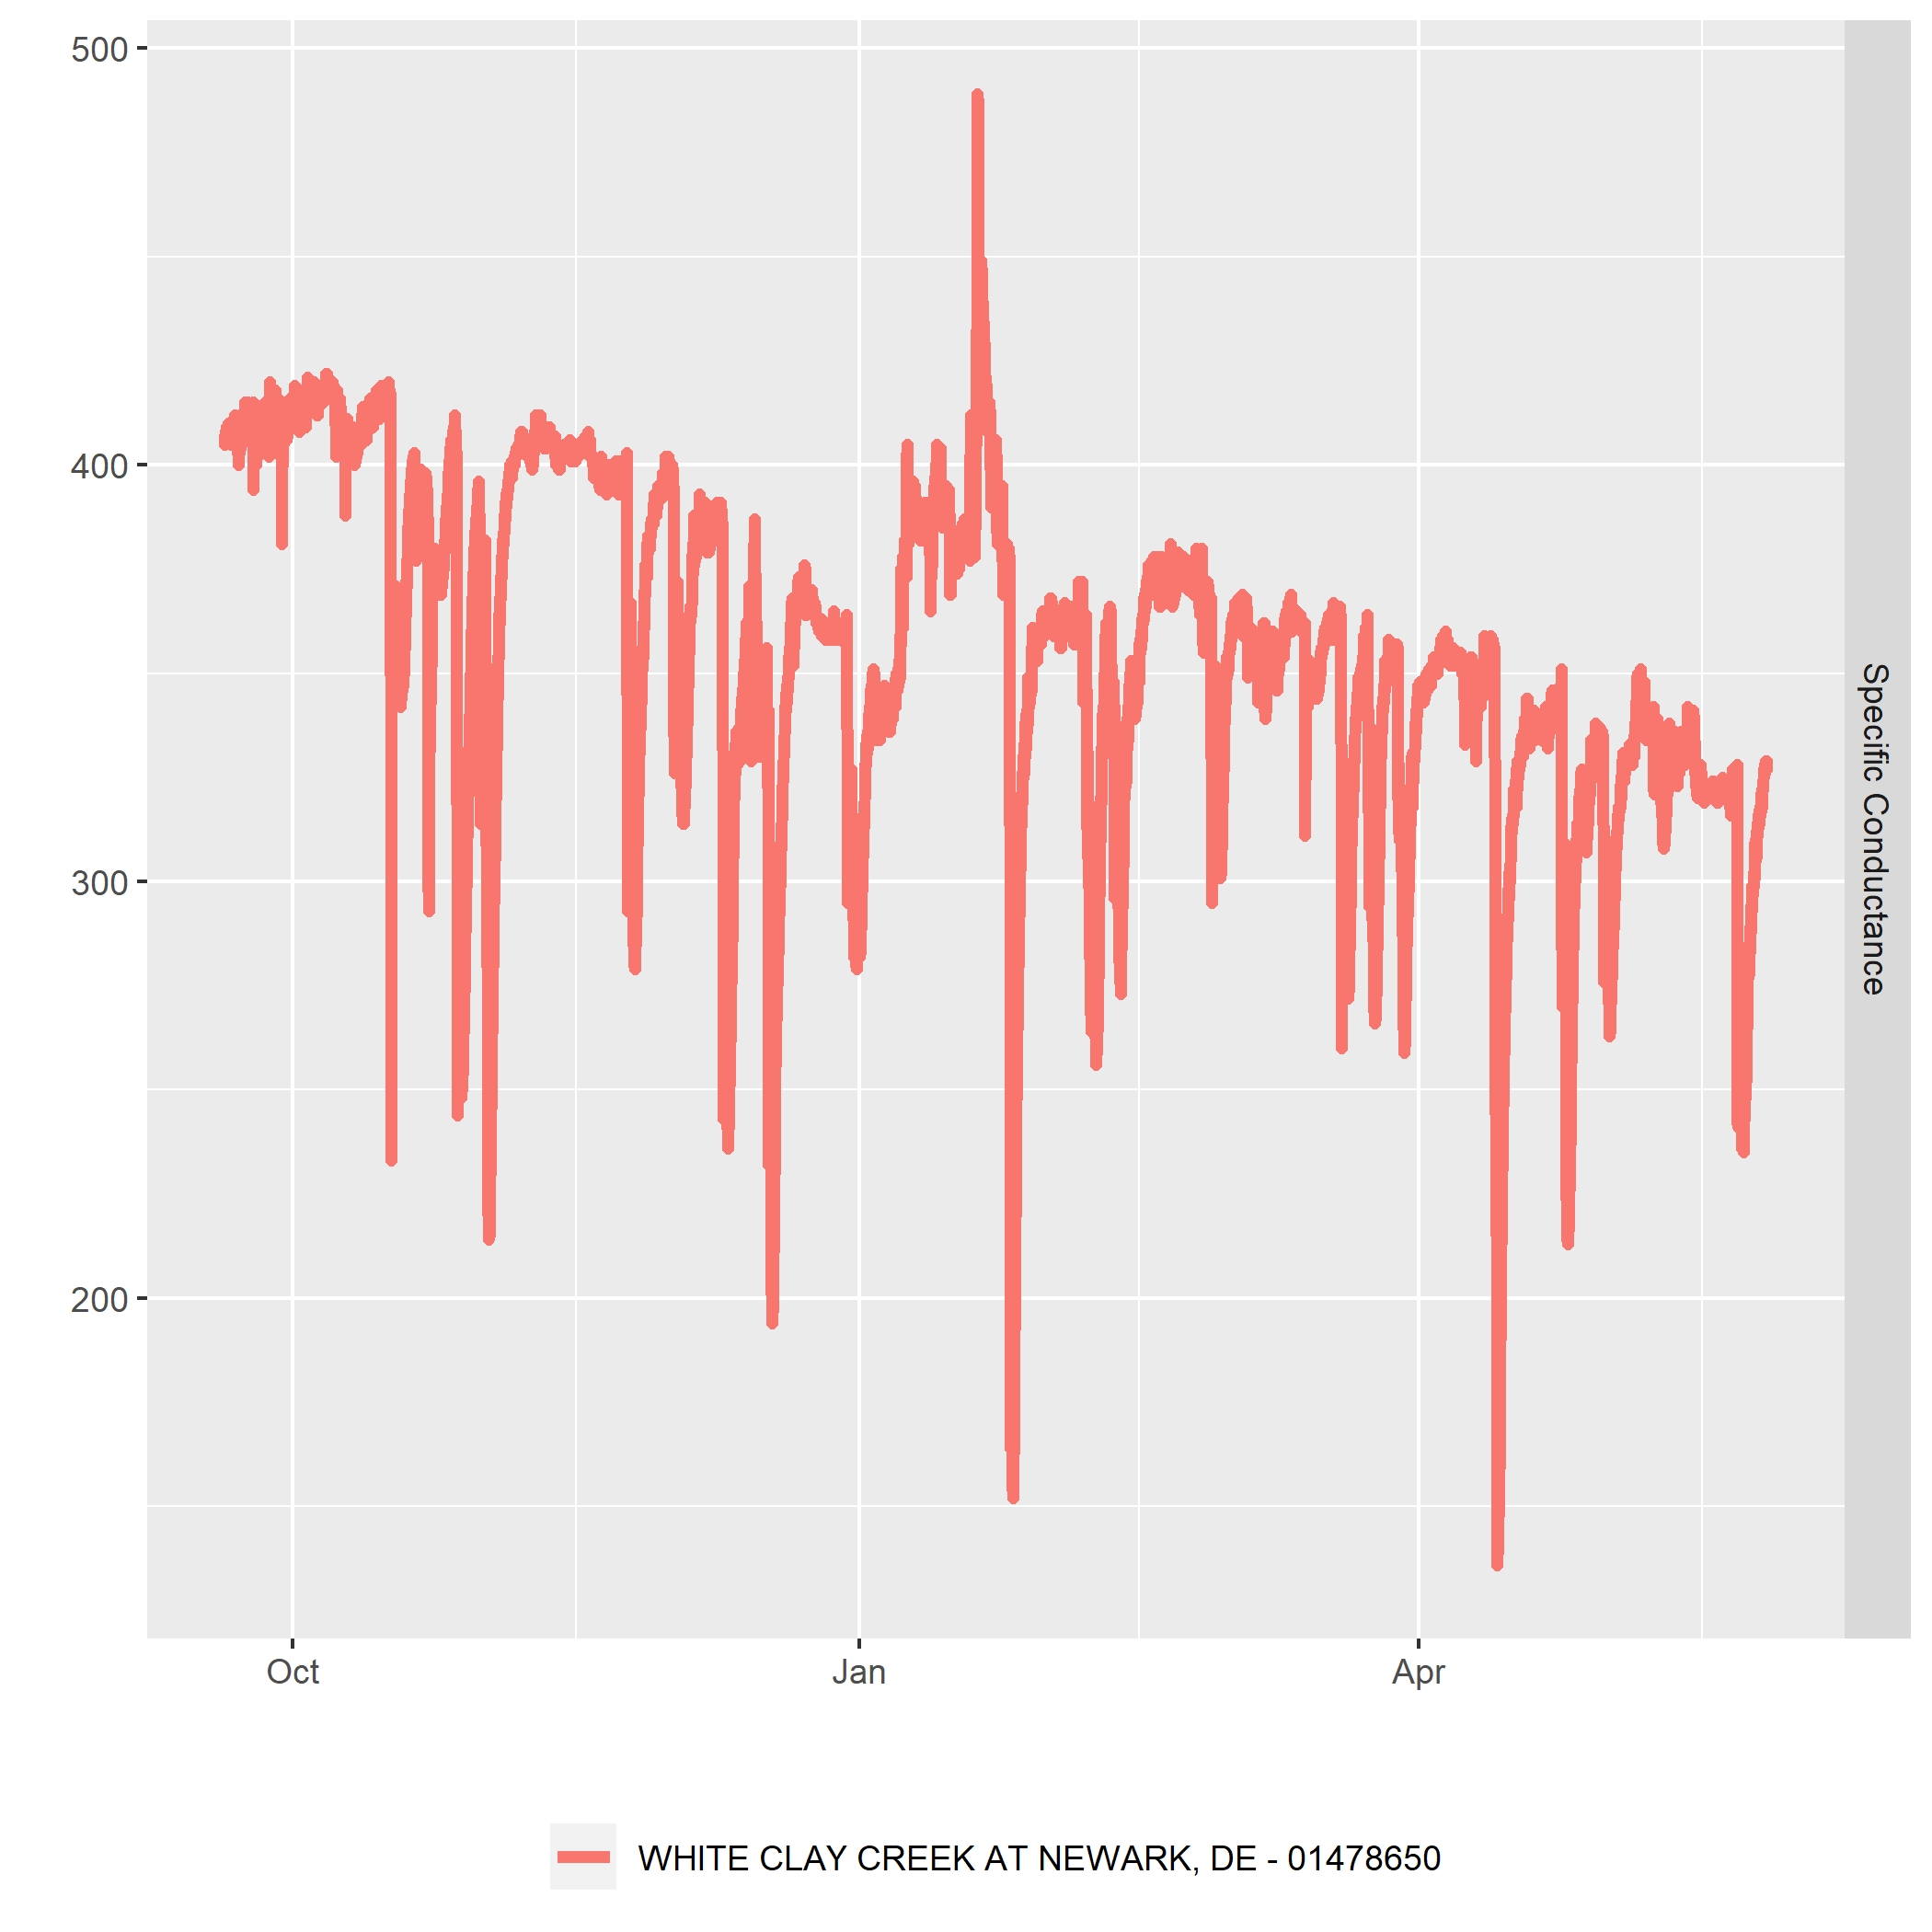 500
400
300
200
Specific Conductance
Oct
Jan
Apr
WHITE CLAY CREEK AT NEWARK, DE - 01478650